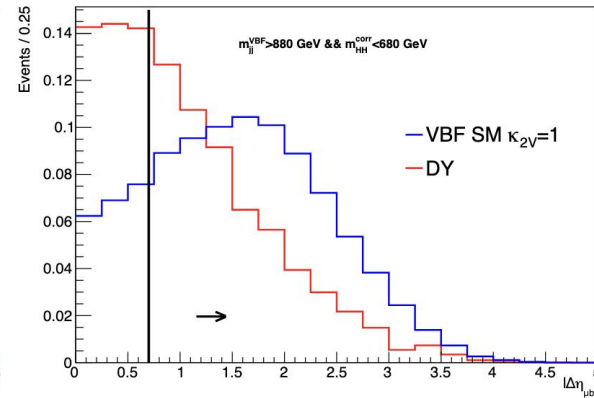 Events / 0.25
0.14
0.12
0.1
0.08
0.06
0.04
0.02
0
m_jj^VBF>880 GeV && m_HH^corr<680 GeV
VBF SM κ_2V=1
DY
0 0.5 1 1.5 2 2.5 3 3.5 4 4.5
|Δη_μb